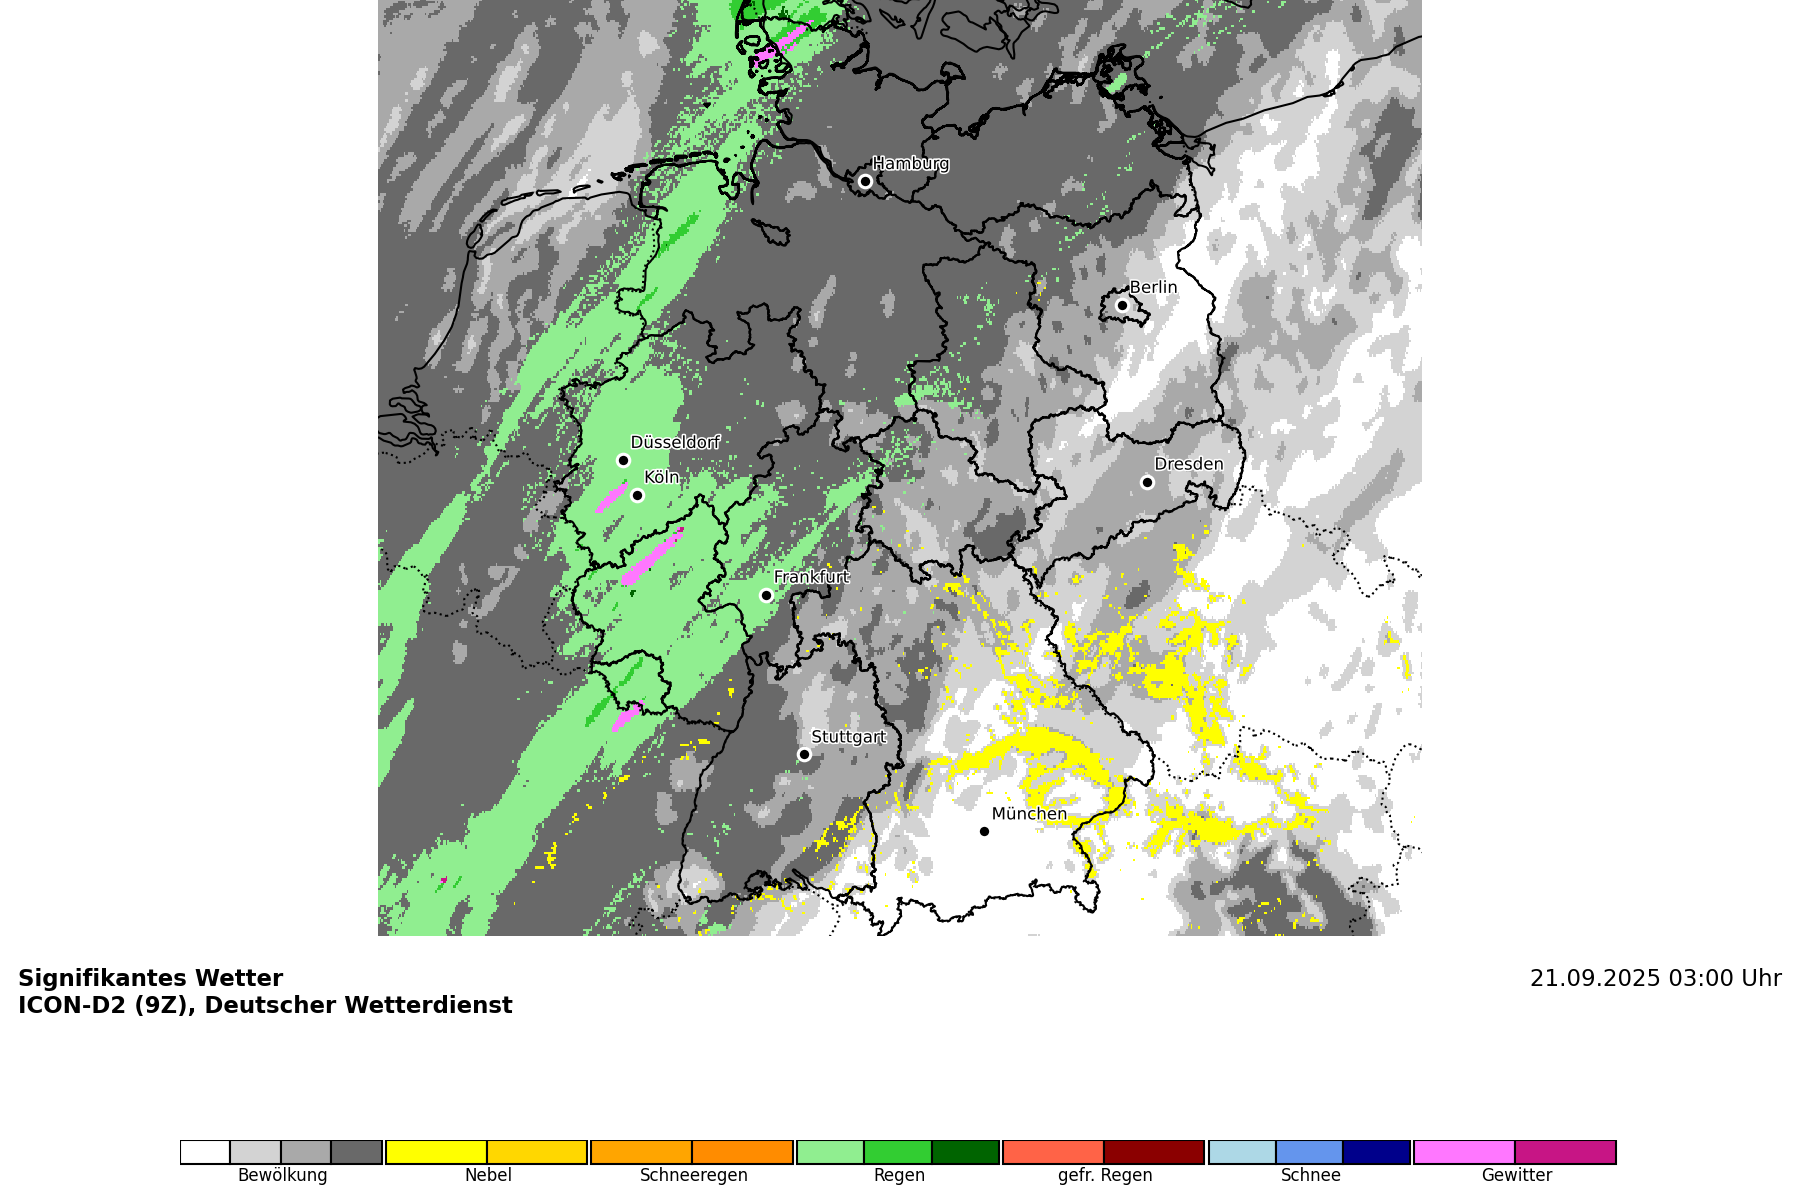 Hamburg
Berlin
Düsseldorf
Köln
Dresden
Frankfurt
Stuttgart
München
Signifikantes Wetter
ICON-D2 (9Z), Deutscher Wetterdienst
21.09.2025 03:00 Uhr
Bewölkung
Nebel
Schneeregen
Regen
gefr. Regen
Schnee
Gewitter